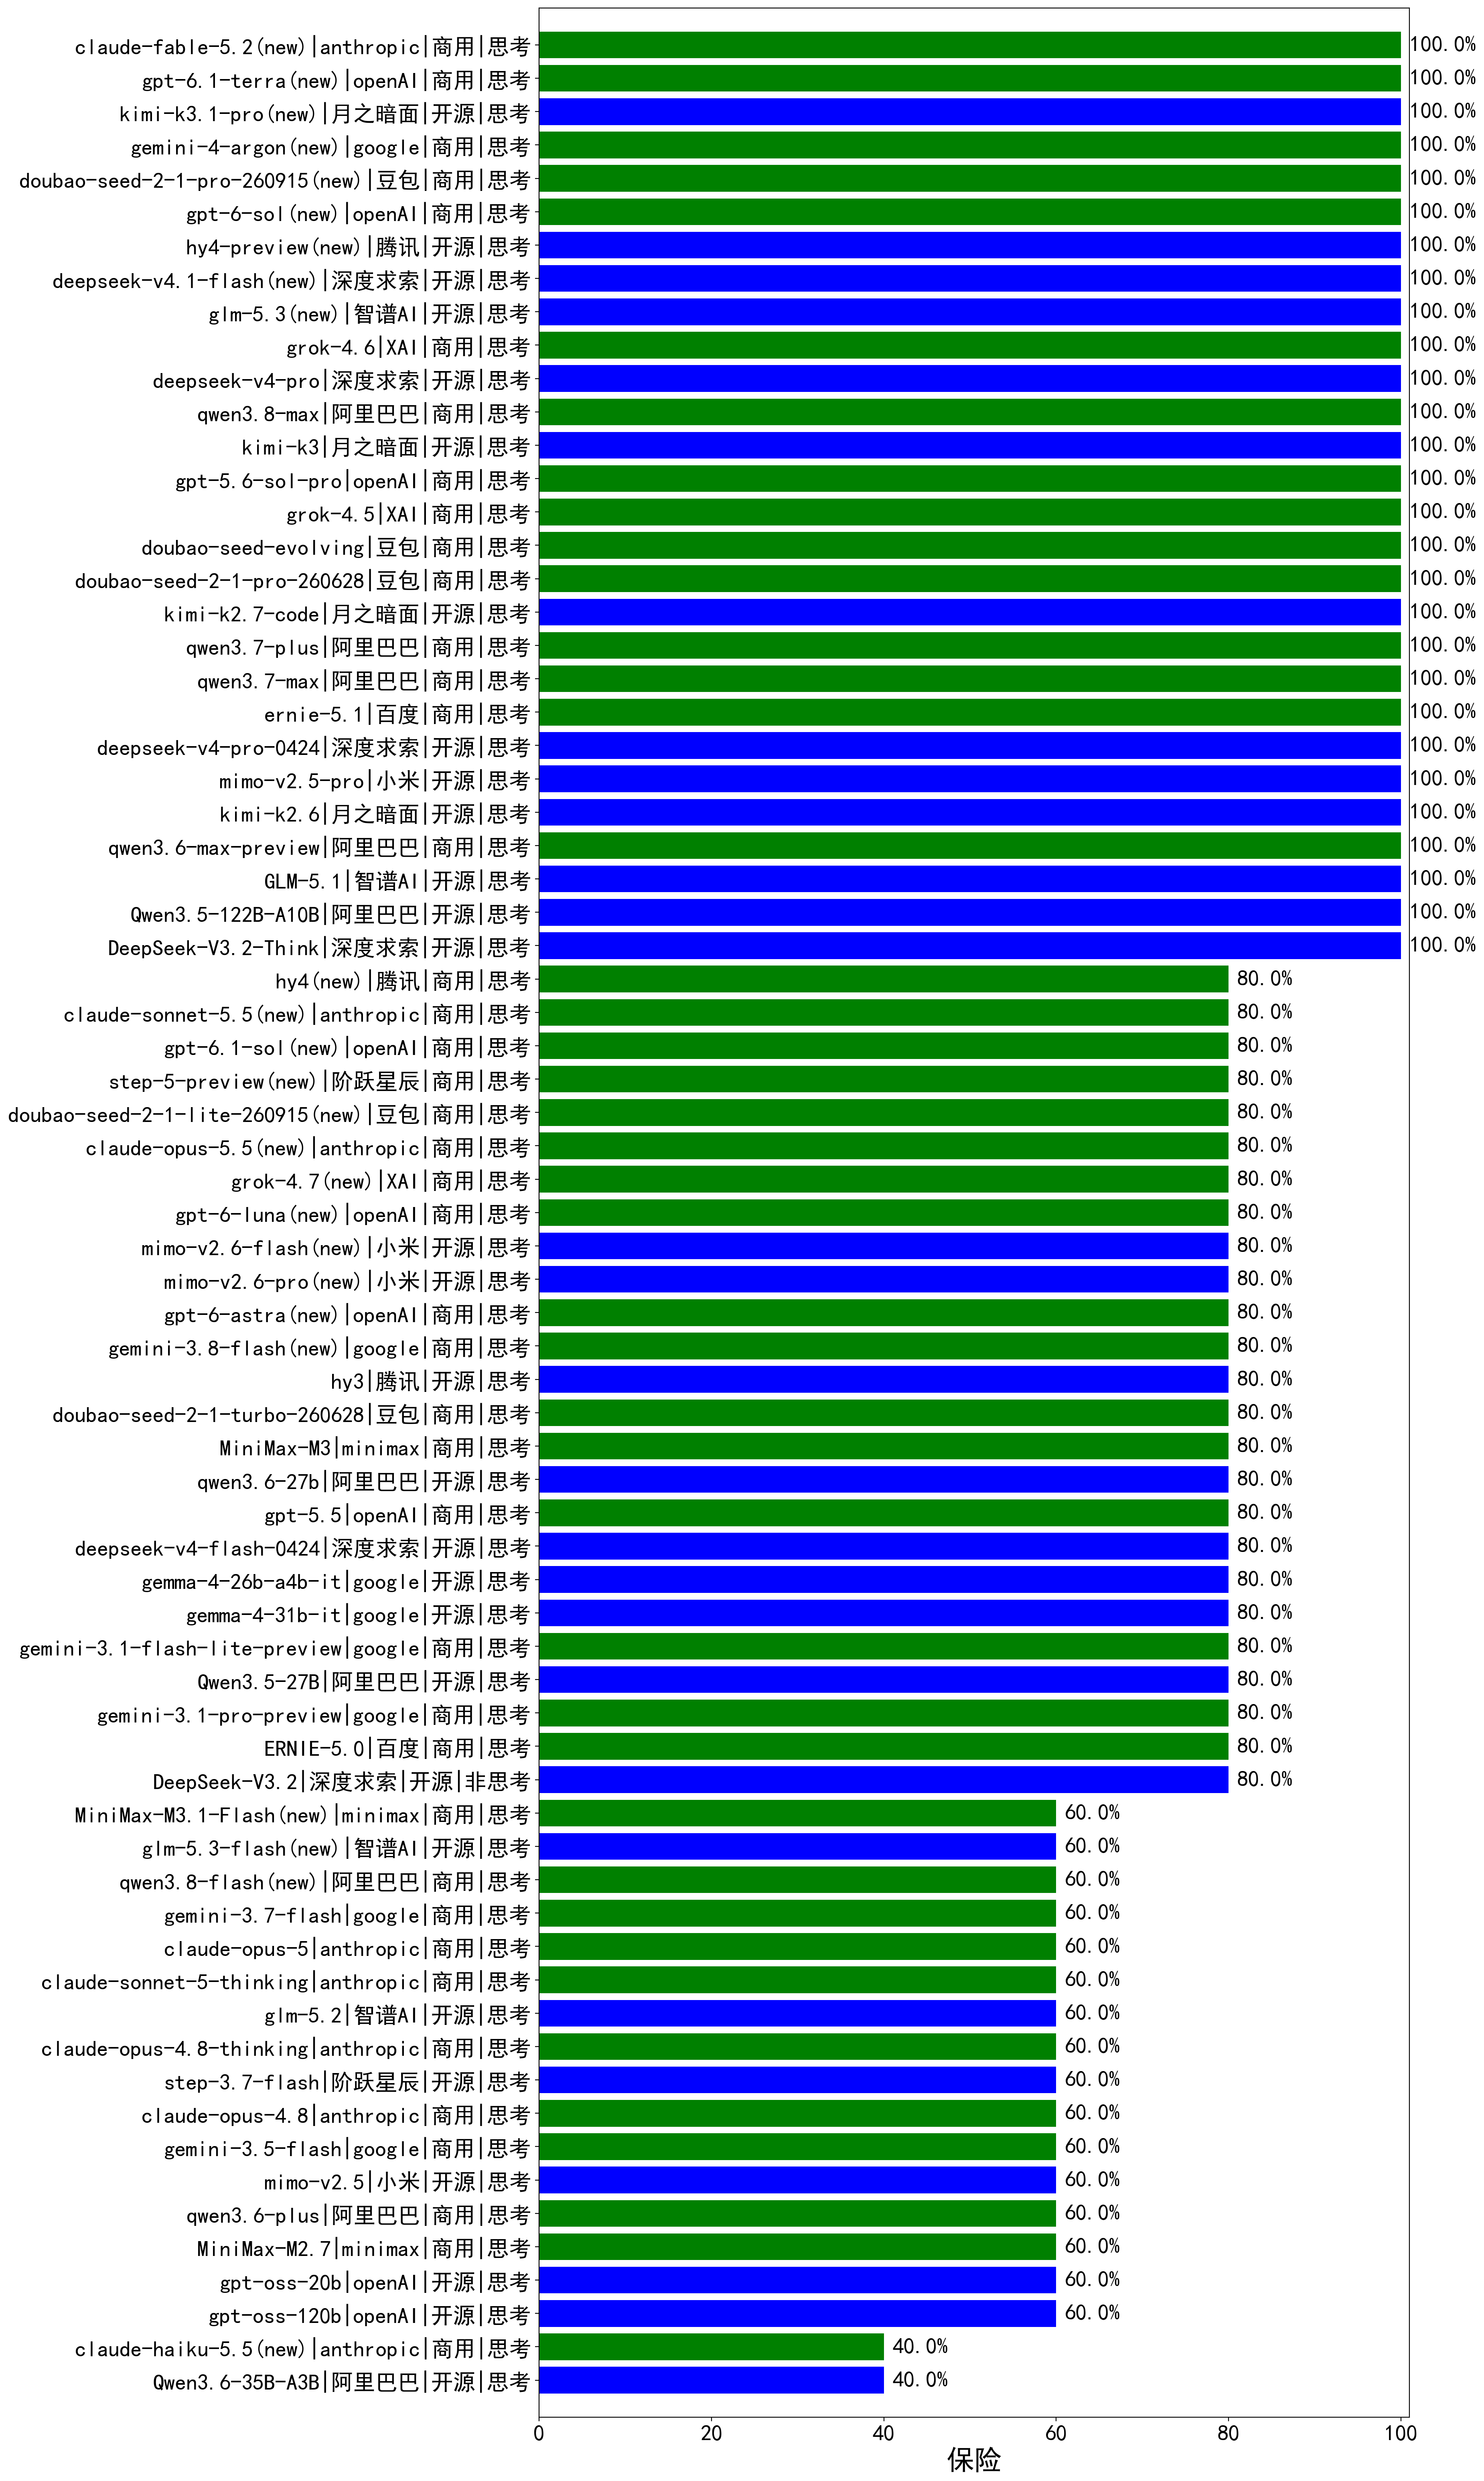 claude-fable-5.2(new)|anthropic|商用|思考 100.0%
gpt-6.1-terra(new)|openAI|商用|思考 100.0%
kimi-k3.1-pro(new)|月之暗面|开源|思考 100.0%
gemini-4-argon(new)|google|商用|思考 100.0%
doubao-seed-2-1-pro-260915(new)|豆包|商用|思考 100.0%
gpt-6-sol(new)|openAI|商用|思考 100.0%
hy4-preview(new)|腾讯|开源|思考 100.0%
deepseek-v4.1-flash(new)|深度求索|开源|思考 100.0%
glm-5.3(new)|智谱AI|开源|思考 100.0%
grok-4.6|XAI|商用|思考 100.0%
deepseek-v4-pro|深度求索|开源|思考 100.0%
qwen3.8-max|阿里巴巴|商用|思考 100.0%
kimi-k3|月之暗面|开源|思考 100.0%
gpt-5.6-sol-pro|openAI|商用|思考 100.0%
grok-4.5|XAI|商用|思考 100.0%
doubao-seed-evolving|豆包|商用|思考 100.0%
doubao-seed-2-1-pro-260628|豆包|商用|思考 100.0%
kimi-k2.7-code|月之暗面|开源|思考 100.0%
qwen3.7-plus|阿里巴巴|商用|思考 100.0%
qwen3.7-max|阿里巴巴|商用|思考 100.0%
ernie-5.1|百度|商用|思考 100.0%
deepseek-v4-pro-0424|深度求索|开源|思考 100.0%
mimo-v2.5-pro|小米|开源|思考 100.0%
kimi-k2.6|月之暗面|开源|思考 100.0%
qwen3.6-max-preview|阿里巴巴|商用|思考 100.0%
GLM-5.1|智谱AI|开源|思考 100.0%
Qwen3.5-122B-A10B|阿里巴巴|开源|思考 100.0%
DeepSeek-V3.2-Think|深度求索|开源|思考 100.0%
hy4(new)|腾讯|商用|思考 80.0%
claude-sonnet-5.5(new)|anthropic|商用|思考 80.0%
gpt-6.1-sol(new)|openAI|商用|思考 80.0%
step-5-preview(new)|阶跃星辰|商用|思考 80.0%
doubao-seed-2-1-lite-260915(new)|豆包|商用|思考 80.0%
claude-opus-5.5(new)|anthropic|商用|思考 80.0%
grok-4.7(new)|XAI|商用|思考 80.0%
gpt-6-luna(new)|openAI|商用|思考 80.0%
mimo-v2.6-flash(new)|小米|开源|思考 80.0%
mimo-v2.6-pro(new)|小米|开源|思考 80.0%
gpt-6-astra(new)|openAI|商用|思考 80.0%
gemini-3.8-flash(new)|google|商用|思考 80.0%
hy3|腾讯|开源|思考 80.0%
doubao-seed-2-1-turbo-260628|豆包|商用|思考 80.0%
MiniMax-M3|minimax|商用|思考 80.0%
qwen3.6-27b|阿里巴巴|开源|思考 80.0%
gpt-5.5|openAI|商用|思考 80.0%
deepseek-v4-flash-0424|深度求索|开源|思考 80.0%
gemma-4-26b-a4b-it|google|开源|思考 80.0%
gemma-4-31b-it|google|开源|思考 80.0%
gemini-3.1-flash-lite-preview|google|商用|思考 80.0%
Qwen3.5-27B|阿里巴巴|开源|思考 80.0%
gemini-3.1-pro-preview|google|商用|思考 80.0%
ERNIE-5.0|百度|商用|思考 80.0%
DeepSeek-V3.2|深度求索|开源|非思考 80.0%
MiniMax-M3.1-Flash(new)|minimax|商用|思考 60.0%
glm-5.3-flash(new)|智谱AI|开源|思考 60.0%
qwen3.8-flash(new)|阿里巴巴|商用|思考 60.0%
gemini-3.7-flash|google|商用|思考 60.0%
claude-opus-5|anthropic|商用|思考 60.0%
claude-sonnet-5-thinking|anthropic|商用|思考 60.0%
glm-5.2|智谱AI|开源|思考 60.0%
claude-opus-4.8-thinking|anthropic|商用|思考 60.0%
step-3.7-flash|阶跃星辰|开源|思考 60.0%
claude-opus-4.8|anthropic|商用|思考 60.0%
gemini-3.5-flash|google|商用|思考 60.0%
mimo-v2.5|小米|开源|思考 60.0%
qwen3.6-plus|阿里巴巴|商用|思考 60.0%
MiniMax-M2.7|minimax|商用|思考 60.0%
gpt-oss-20b|openAI|开源|思考 60.0%
gpt-oss-120b|openAI|开源|思考 60.0%
claude-haiku-5.5(new)|anthropic|商用|思考 40.0%
Qwen3.6-35B-A3B|阿里巴巴|开源|思考 40.0%
0 20 40 60 80 100
保险